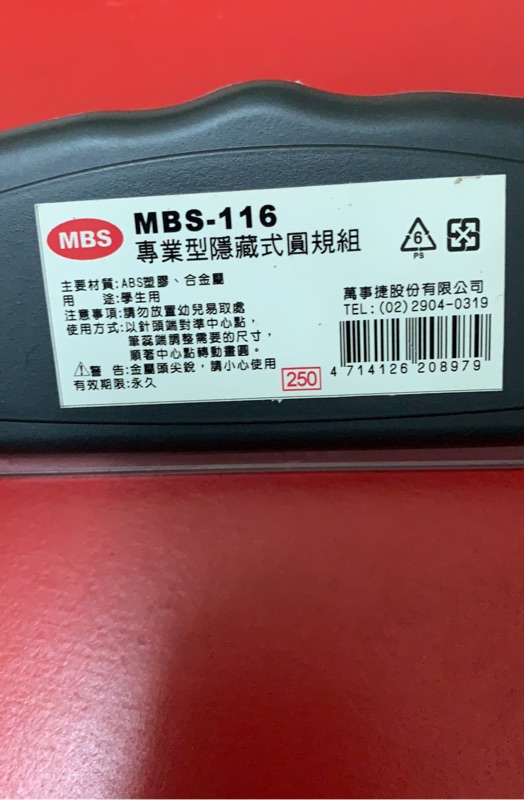 MBS
MBS-116
專業型隱藏式圓規組
6
PS
主要材質:ABS塑膠、合金屬
用　途:學生用
注意事項:請勿放置幼兒易取處
使用方式:以針頭端對準中心點,
筆蕊端調整需要的尺寸,
順著中心點轉動畫圓。
警 告:金屬頭尖銳,請小心使用
有效期限:永久
250
萬事捷股份有限公司
TEL:(02)2904-0319
4 714126 208979